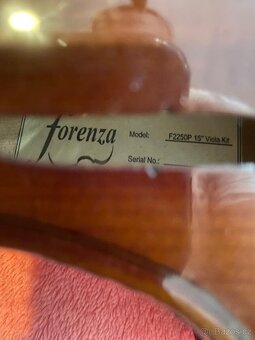 forenza
Model: F2250P 15" Viola Kit
Serial No.: